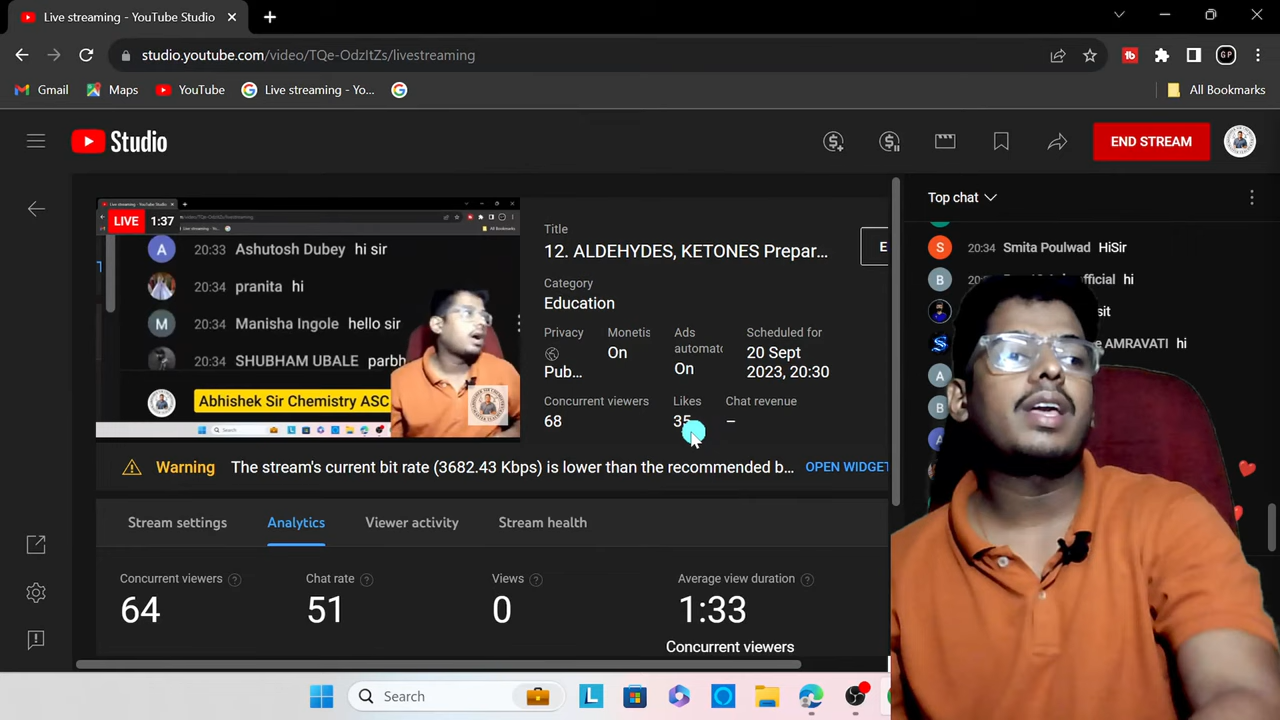 Live streaming - YouTube Studio
studio.youtube.com/video/TQe-OdzItZs/livestreaming
Gmail
Maps
YouTube
Live streaming - Yo...
All Bookmarks
Studio
END STREAM
LIVE 1:37
20:33 Ashutosh Dubey hi sir
20:34 pranita hi
20:34 Manisha Ingole hello sir
20:34 SHUBHAM UBALE parbh
Abhishek Sir Chemistry ASC
Title
12. ALDEHYDES, KETONES Prepar...
Category
Education
Privacy
Pub...
Monetis
On
Ads
automat
On
Scheduled for
20 Sept
2023, 20:30
Concurrent viewers
68
Likes
35
Chat revenue
–
Warning The stream's current bit rate (3682.43 Kbps) is lower than the recommended b...
OPEN WIDGET
Stream settings
Analytics
Viewer activity
Stream health
Concurrent viewers
64
Chat rate
51
Views
0
Average view duration
1:33
Concurrent viewers
Top chat
20:34 Smita Poulwad HiSir
official hi
sit
AMRAVATI hi
Search